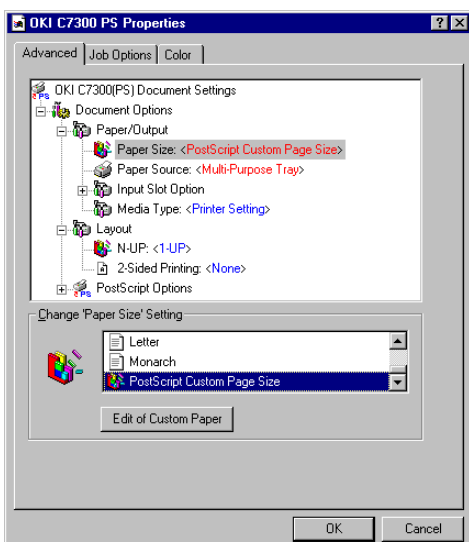 OKI C7300 PS Properties
Advanced Job Options Color
OKI C7300(PS) Document Settings
Document Options
Paper/Output
Paper Size: <PostScript Custom Page Size>
Paper Source: <Multi-Purpose Tray>
Input Slot Option
Media Type: <Printer Setting>
Layout
N-UP: <1-UP>
2-Sided Printing: <None>
PostScript Options
Change 'Paper Size' Setting
Letter
Monarch
PostScript Custom Page Size
Edit of Custom Paper
OK Cancel